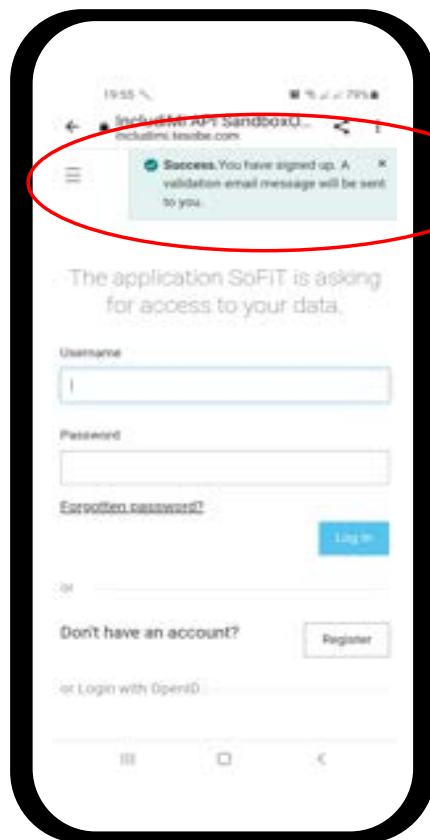 19:55
79%
IncludiMi API SandboxU...
includimi.tesobe.com
Success. You have signed up. A
validation email message will be sent
to you.
The application SoFiT is asking
for access to your data.
Username
Password
Forgotten password?
Log In
or
Don't have an account?
Register
or Login with OpenID